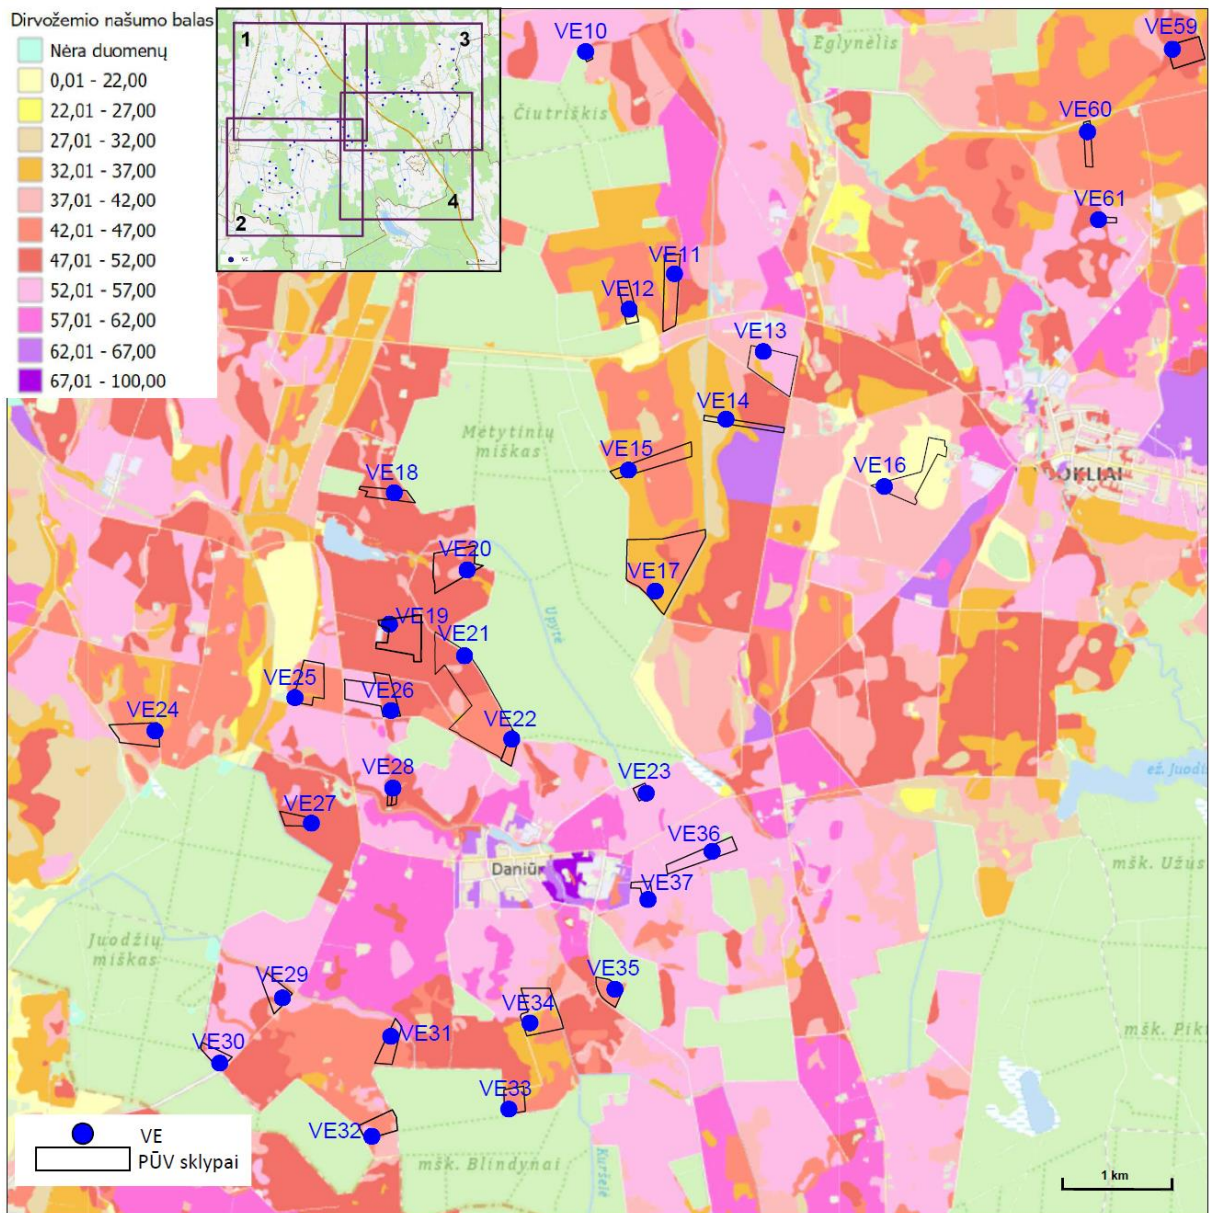 Dirvožemio našumo balas
Nėra duomenų
0,01 - 22,00
22,01 - 27,00
27,01 - 32,00
32,01 - 37,00
37,01 - 42,00
42,01 - 47,00
47,01 - 52,00
52,01 - 57,00
57,01 - 62,00
62,01 - 67,00
67,01 - 100,00
1
3
2
4
VE10
Eglynėlis
VE59
Čiutriškis
VE60
VE61
VE11
VE12
VE13
VE14
Metytinių
miškas
VE15
VE16
OKLIAI
VE18
VE20
VE17
VE19
Upytė
VE21
VE25
VE26
VE24
VE22
VE28
VE23
ež. Juodi
VE27
VE36
Daniūn
mšk. Užus
VE37
Juodžių
miškas
VE29
VE35
VE34
VE31
mšk. Piktu
VE30
VE33
VE32
mšk. Blindynai
Kuršelė
VE
PŪV sklypai
1 km